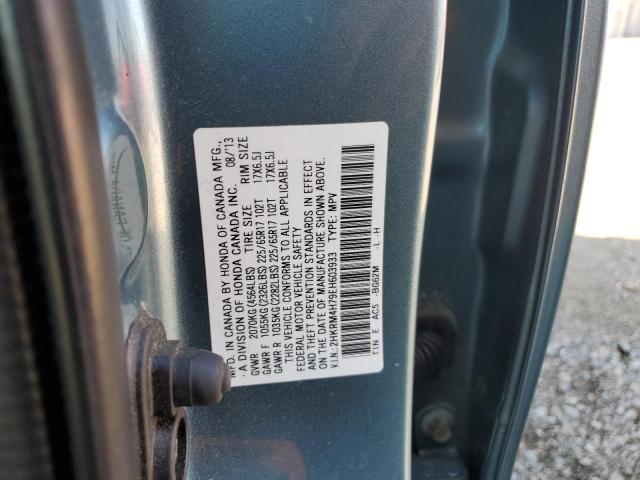 MFD. IN CANADA BY HONDA OF CANADA MFG.,
- A DIVISION OF HONDA CANADA INC. 08/'13
GVWR 2070KG(4564LBS) TIRE SIZE RIM SIZE
GAWR F 1055KG(2326LBS) 225/65R17 102T 17X6.5J
GAWR R 1035KG(2282LBS) 225/65R17 102T 17X6.5J
THIS VEHICLE CONFORMS TO ALL APPLICABLE
FEDERAL MOTOR VEHICLE SAFETY
AND THEFT PREVENTION STANDARDS IN EFFECT
ON THE DATE OF MANUFACTURE SHOWN ABOVE.
V.I.N.: 2HKRM4H79EH603933 TYPE: MPV
T1N E AC5 -BG62M -L -H